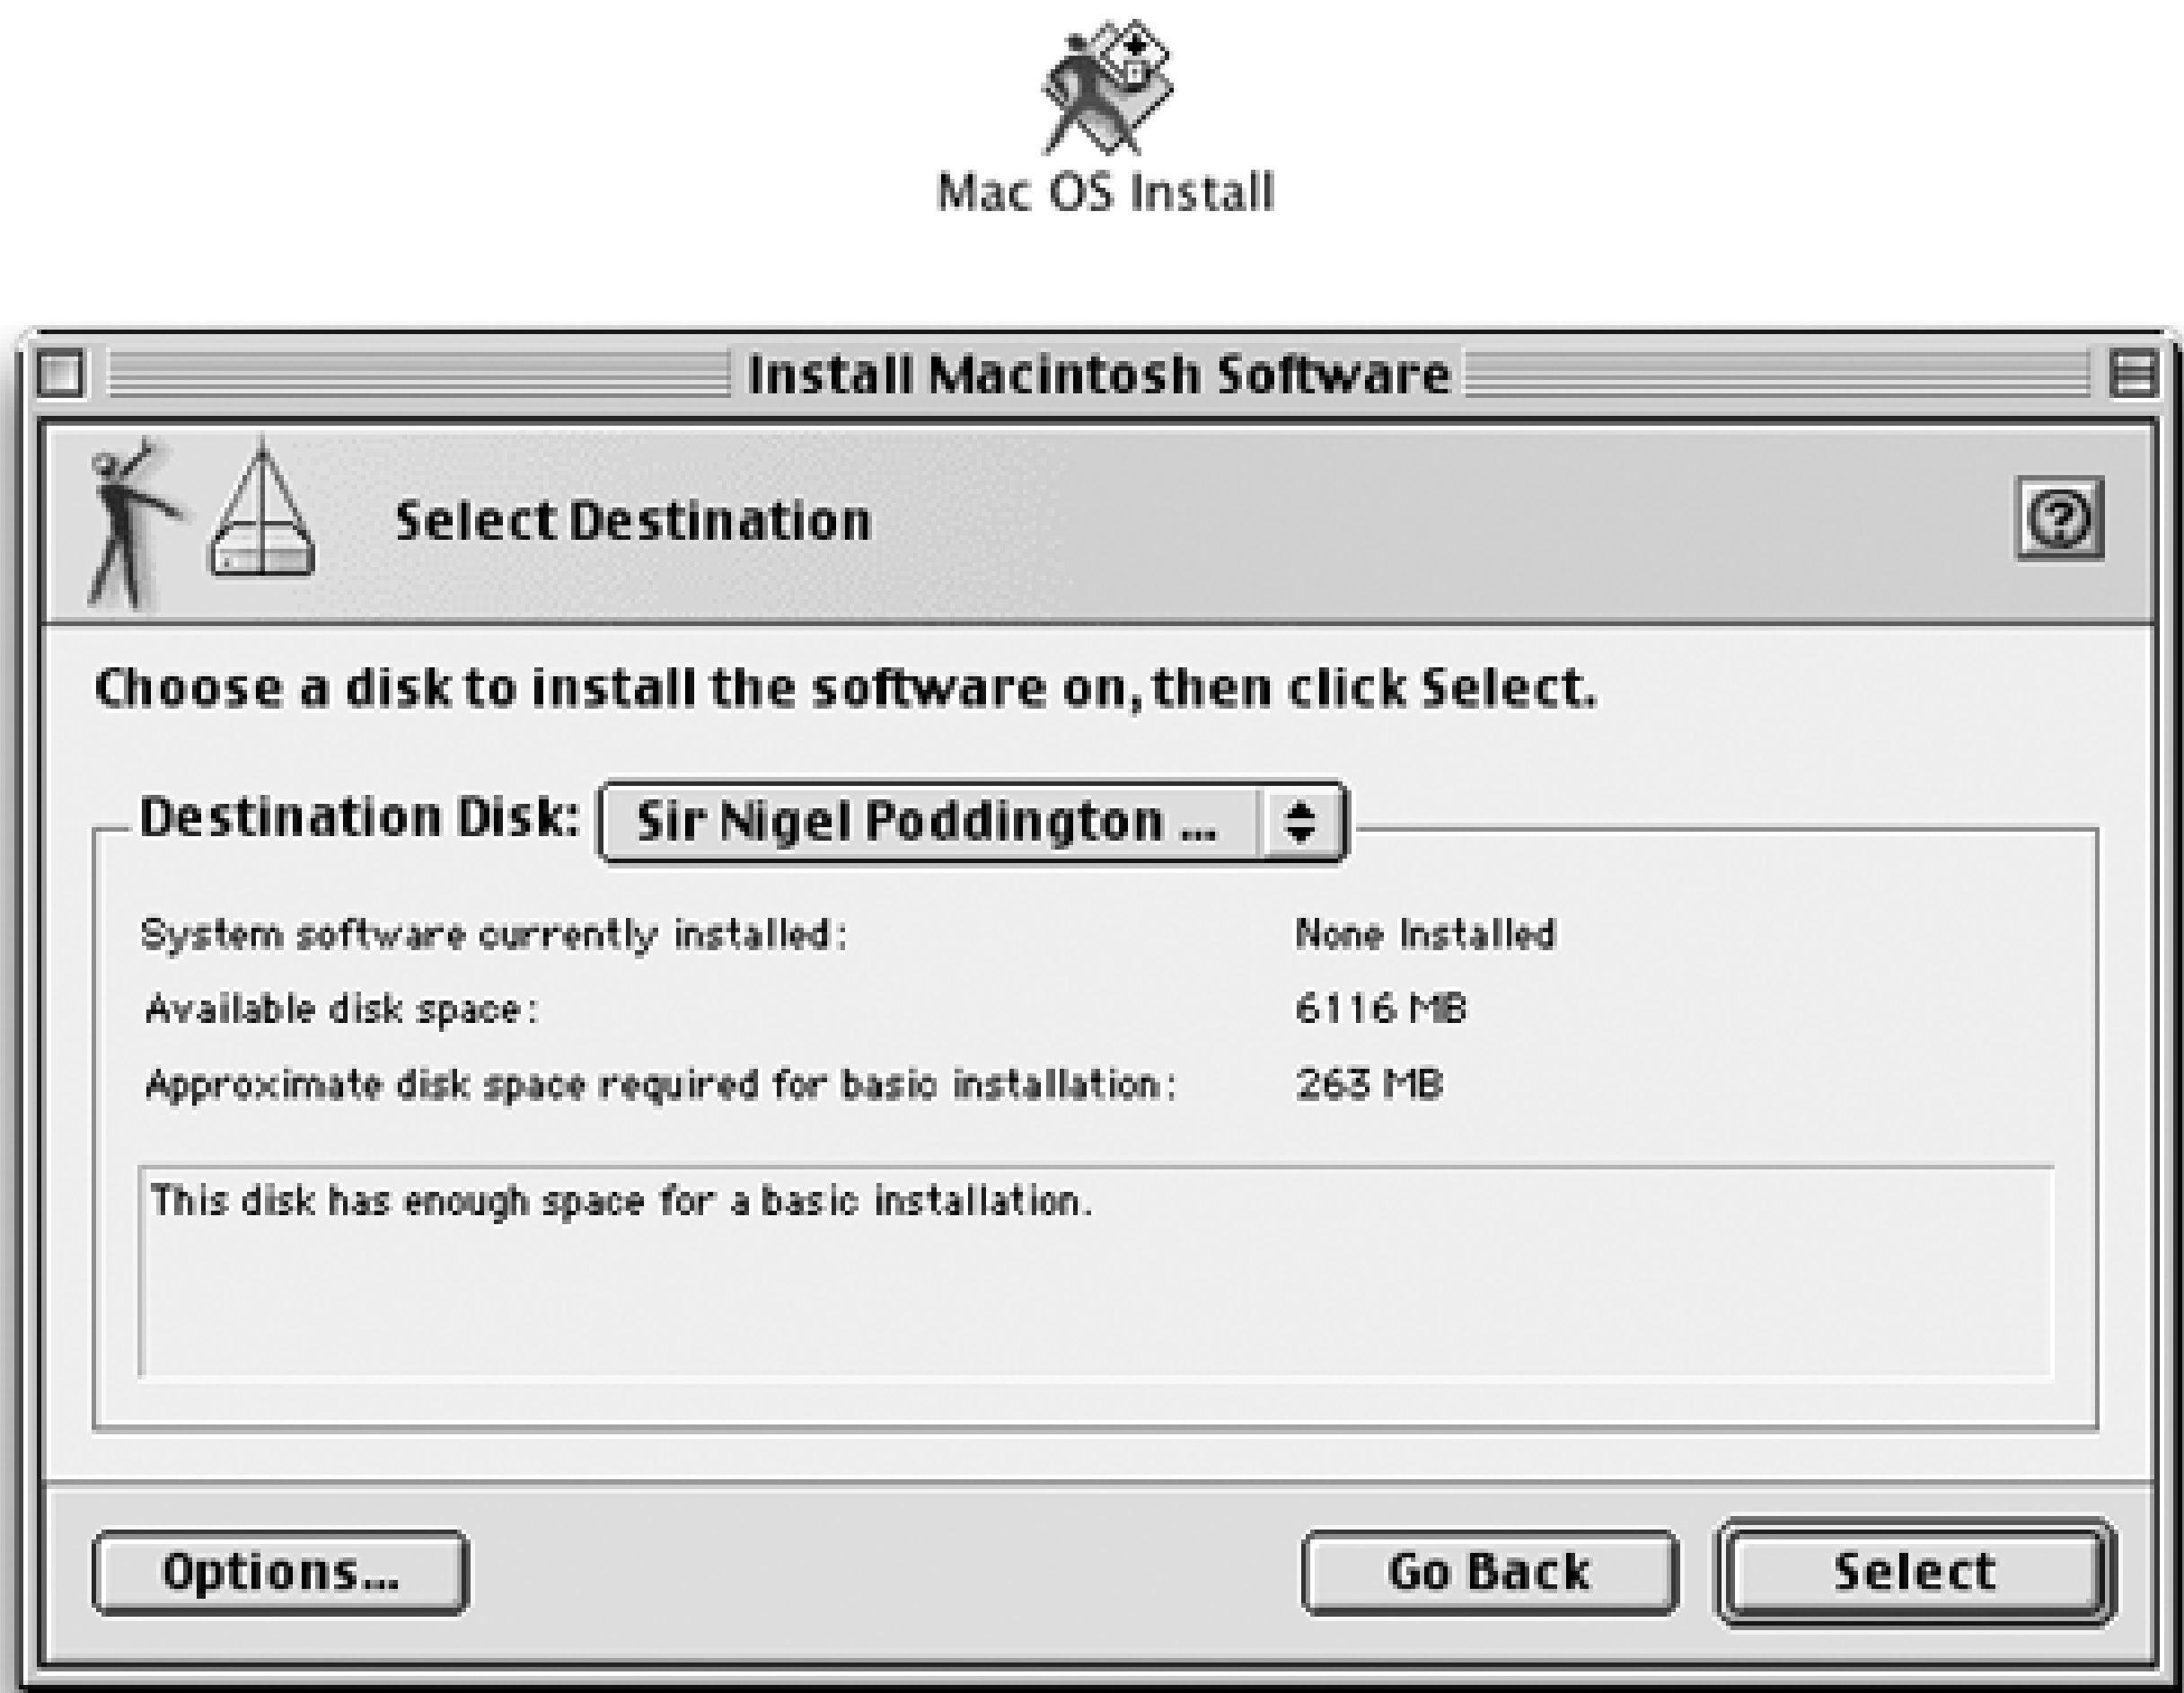 Mac OS Install
Install Macintosh Software
Select Destination
?
Choose a disk to install the software on, then click Select.
Destination Disk: Sir Nigel Poddington ...
System software currently installed: None Installed
Available disk space: 6116 MB
Approximate disk space required for basic installation: 263 MB
This disk has enough space for a basic installation.
Options... Go Back Select